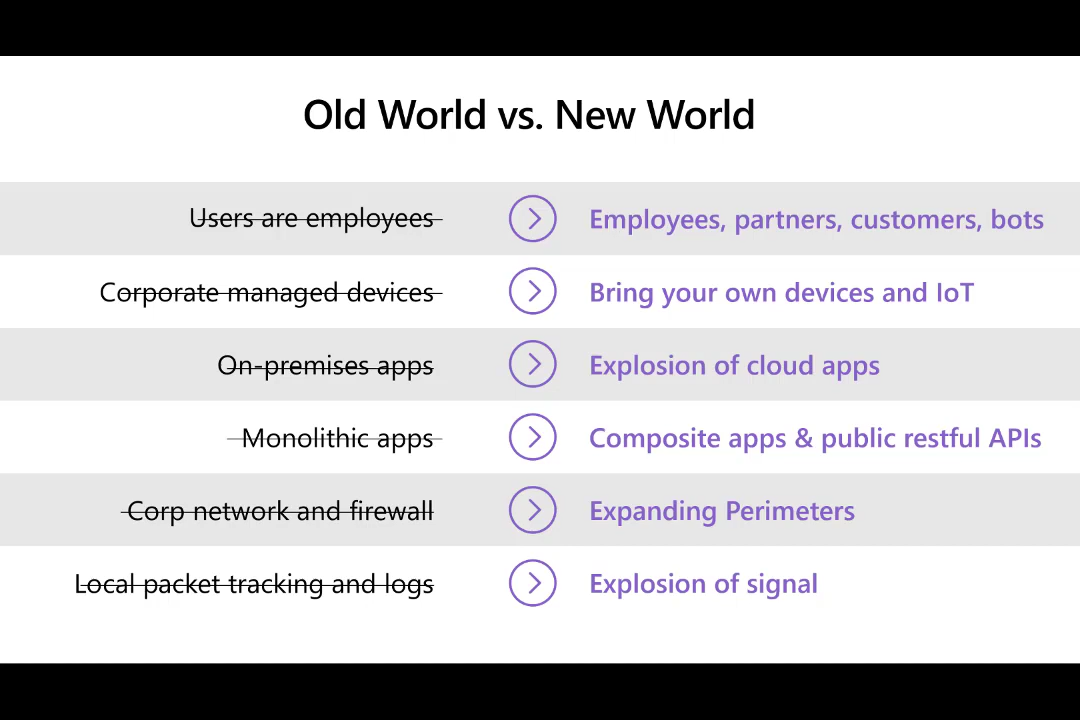 Old World vs. New World
Users are employees
Employees, partners, customers, bots
Corporate managed devices
Bring your own devices and IoT
On-premises apps
Explosion of cloud apps
Monolithic apps
Composite apps & public restful APIs
Corp network and firewall
Expanding Perimeters
Local packet tracking and logs
Explosion of signal